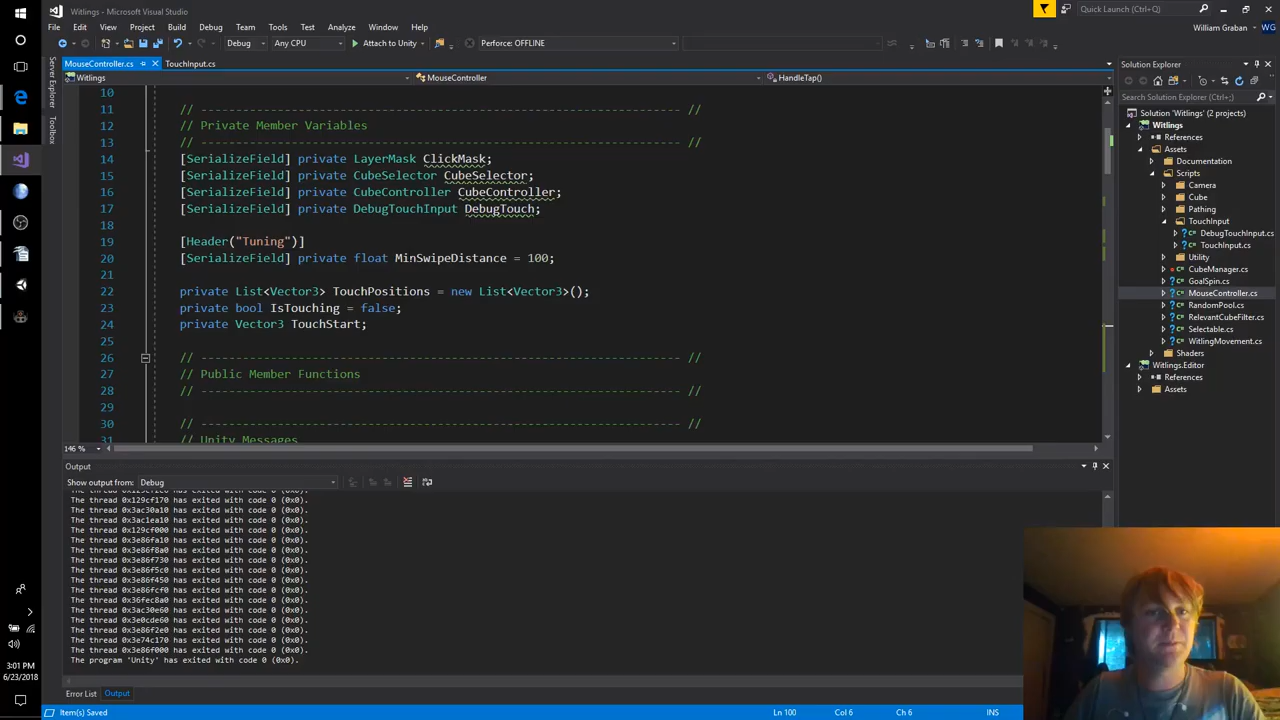 Witlings - Microsoft Visual Studio
Quick Launch (Ctrl+Q)
File Edit View Project Build Debug Team Tools Test Analyze Window Help
William Graban WG
Debug Any CPU Attach to Unity Perforce: OFFLINE
MouseController.cs TouchInput.cs
Witlings MouseController HandleTap()
Server Explorer
Toolbox
10
11 // -------------------------------------------------------------------- //
12 // Private Member Variables
13 // -------------------------------------------------------------------- //
14 [SerializeField] private LayerMask ClickMask;
15 [SerializeField] private CubeSelector CubeSelector;
16 [SerializeField] private CubeController CubeController;
17 [SerializeField] private DebugTouchInput DebugTouch;
18
19 [Header("Tuning")]
20 [SerializeField] private float MinSwipeDistance = 100;
21
22 private List<Vector3> TouchPositions = new List<Vector3>();
23 private bool IsTouching = false;
24 private Vector3 TouchStart;
25
26 // -------------------------------------------------------------------- //
27 // Public Member Functions
28 // -------------------------------------------------------------------- //
29
30 // -------------------------------------------------------------------- //
31 // Unity Messages
146 %
Solution Explorer
Search Solution Explorer (Ctrl+;)
Solution 'Witlings' (2 projects)
Witlings
References
Assets
Documentation
Scripts
Camera
Cube
Pathing
TouchInput
DebugTouchInput.cs
TouchInput.cs
Utility
CubeManager.cs
GoalSpin.cs
MouseController.cs
RandomPool.cs
RelevantCubeFilter.cs
Selectable.cs
WitlingMovement.cs
Shaders
Witlings.Editor
References
Assets
Output
Show output from: Debug
The thread 0x129cf170 has exited with code 0 (0x0).
The thread 0x3ac30a10 has exited with code 0 (0x0).
The thread 0x3ac1ea10 has exited with code 0 (0x0).
The thread 0x129cf000 has exited with code 0 (0x0).
The thread 0x3e86fa10 has exited with code 0 (0x0).
The thread 0x3e86f8a0 has exited with code 0 (0x0).
The thread 0x3e86f730 has exited with code 0 (0x0).
The thread 0x3e86f5c0 has exited with code 0 (0x0).
The thread 0x3e86f450 has exited with code 0 (0x0).
The thread 0x3e86fcf0 has exited with code 0 (0x0).
The thread 0x36fec8a0 has exited with code 0 (0x0).
The thread 0x3ac30e60 has exited with code 0 (0x0).
The thread 0x3e0cde60 has exited with code 0 (0x0).
The thread 0x3e86f2e0 has exited with code 0 (0x0).
The thread 0x3e74c170 has exited with code 0 (0x0).
The thread 0x3e86f000 has exited with code 0 (0x0).
The program 'Unity' has exited with code 0 (0x0).
Error List Output
3:01 PM
6/23/2018
Item(s) Saved Ln 100 Col 6 Ch 6 INS